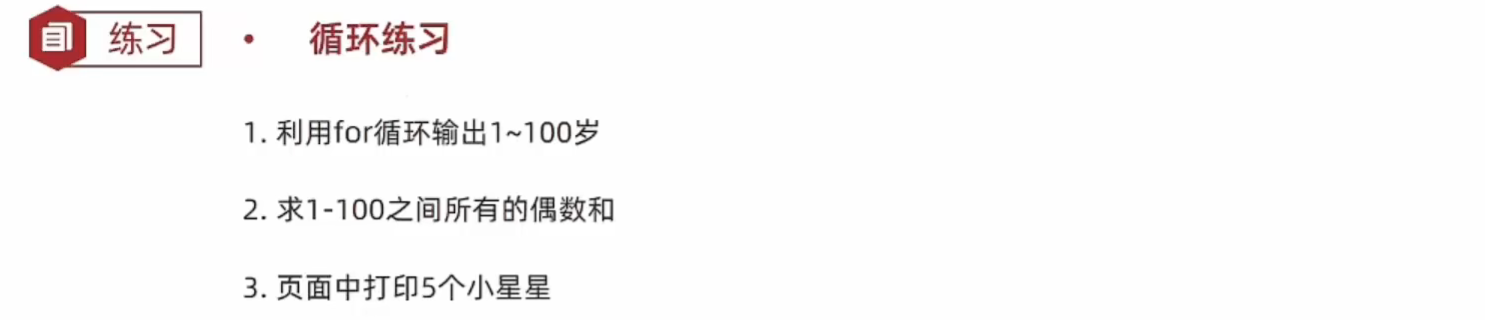 练习 • 循环练习
1. 利用for循环输出1~100岁
2. 求1-100之间所有的偶数和
3. 页面中打印5个小星星